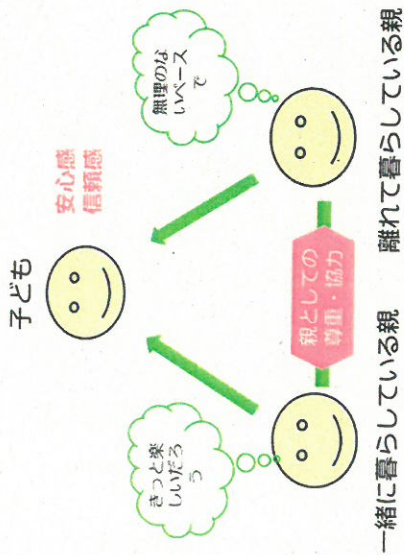 子ども
安心感
信頼感
きっと楽
しいだろ
う
無理のな
いペース
で
親としての
尊重・協力
一緒に暮らしている親
離れて暮らしている親